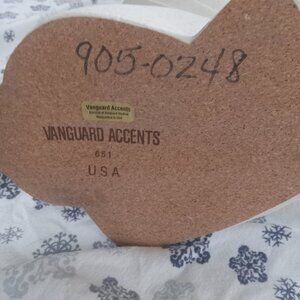 905-0248
Vanguard Accents
VANGUARD ACCENTS
651
USA